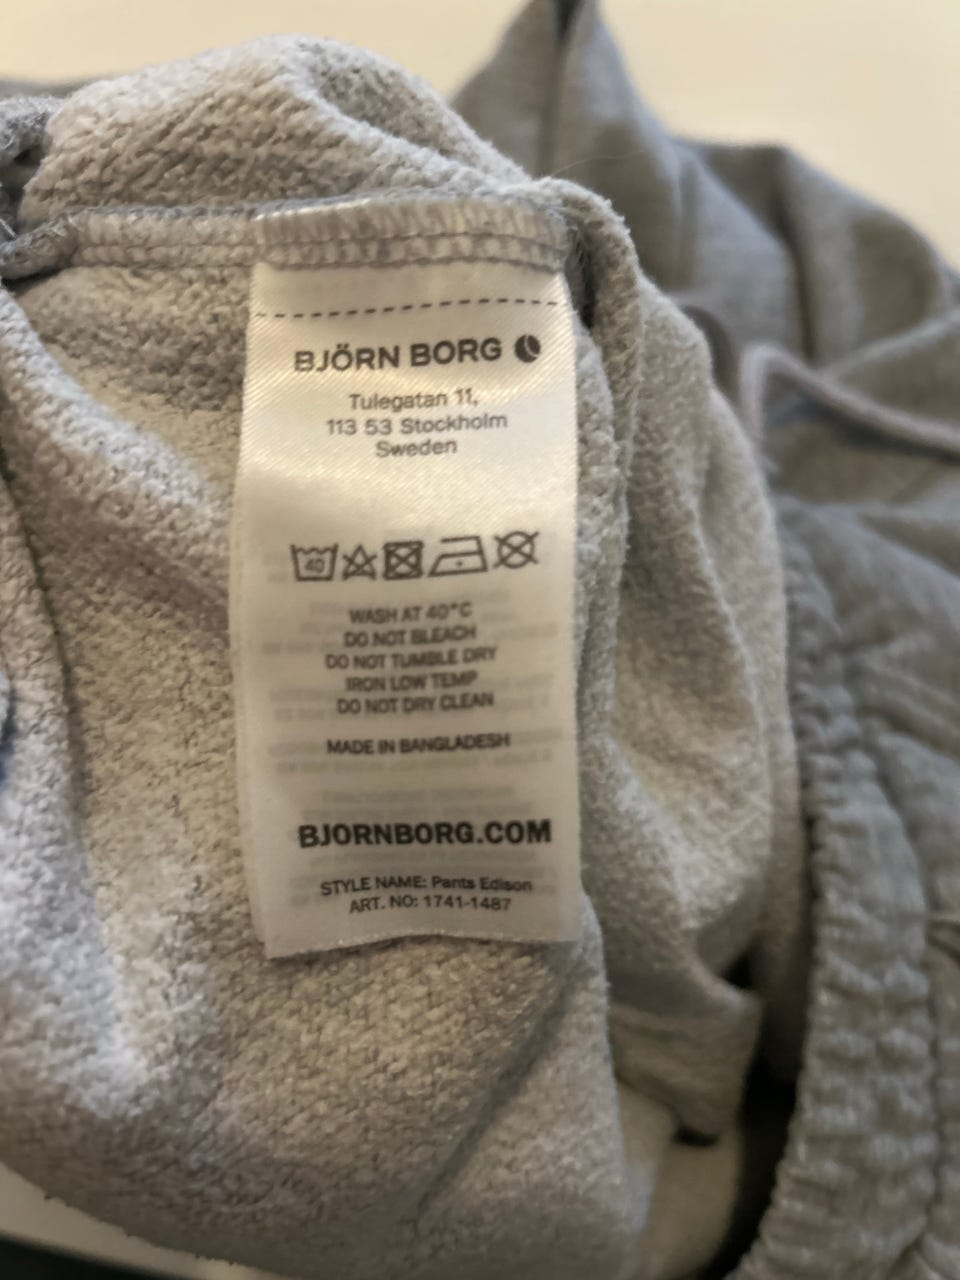 BJÖRN BORG
Tulegatan 11,
113 53 Stockholm
Sweden
40
WASH AT 40°C
DO NOT BLEACH
DO NOT TUMBLE DRY
IRON LOW TEMP
DO NOT DRY CLEAN
MADE IN BANGLADESH
BJORNBORG.COM
STYLE NAME: Pants Edison
ART. NO: 1741-1487